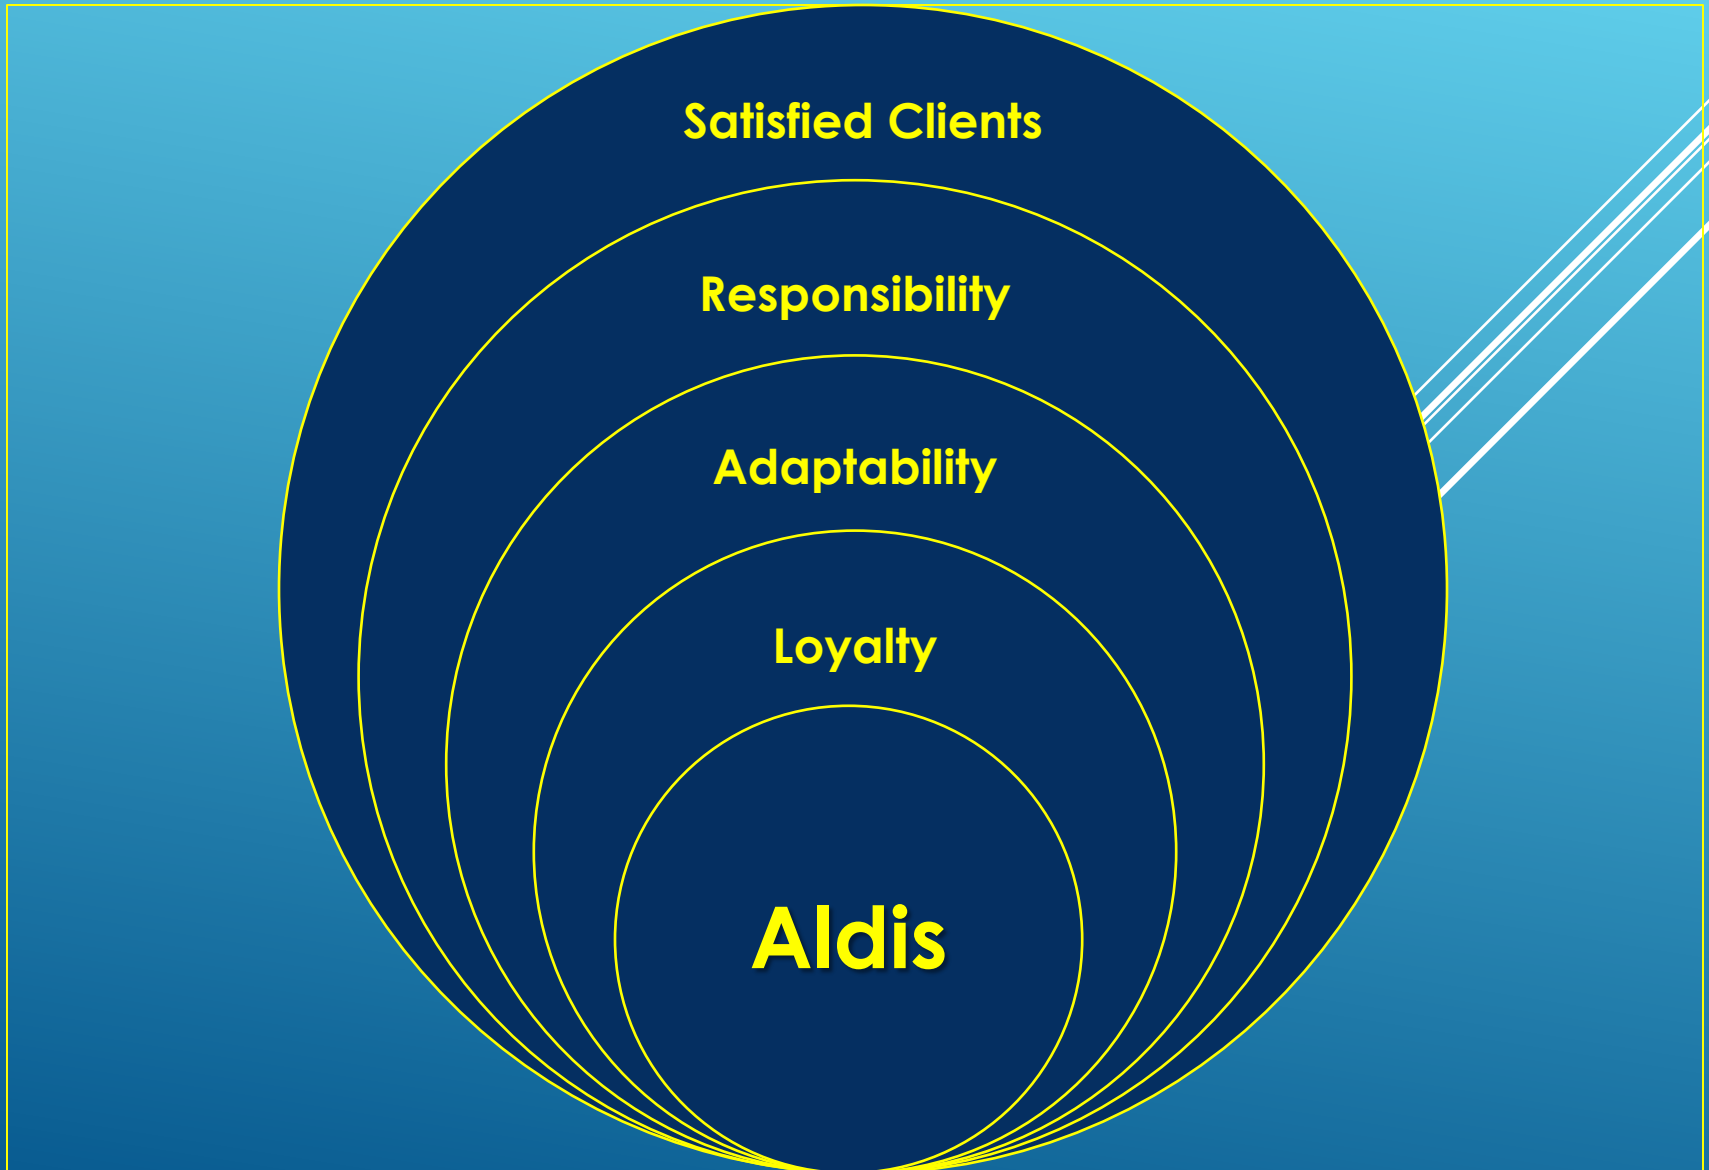 Satisfied Clients
Responsibility
Adaptability
Loyalty
Aldis